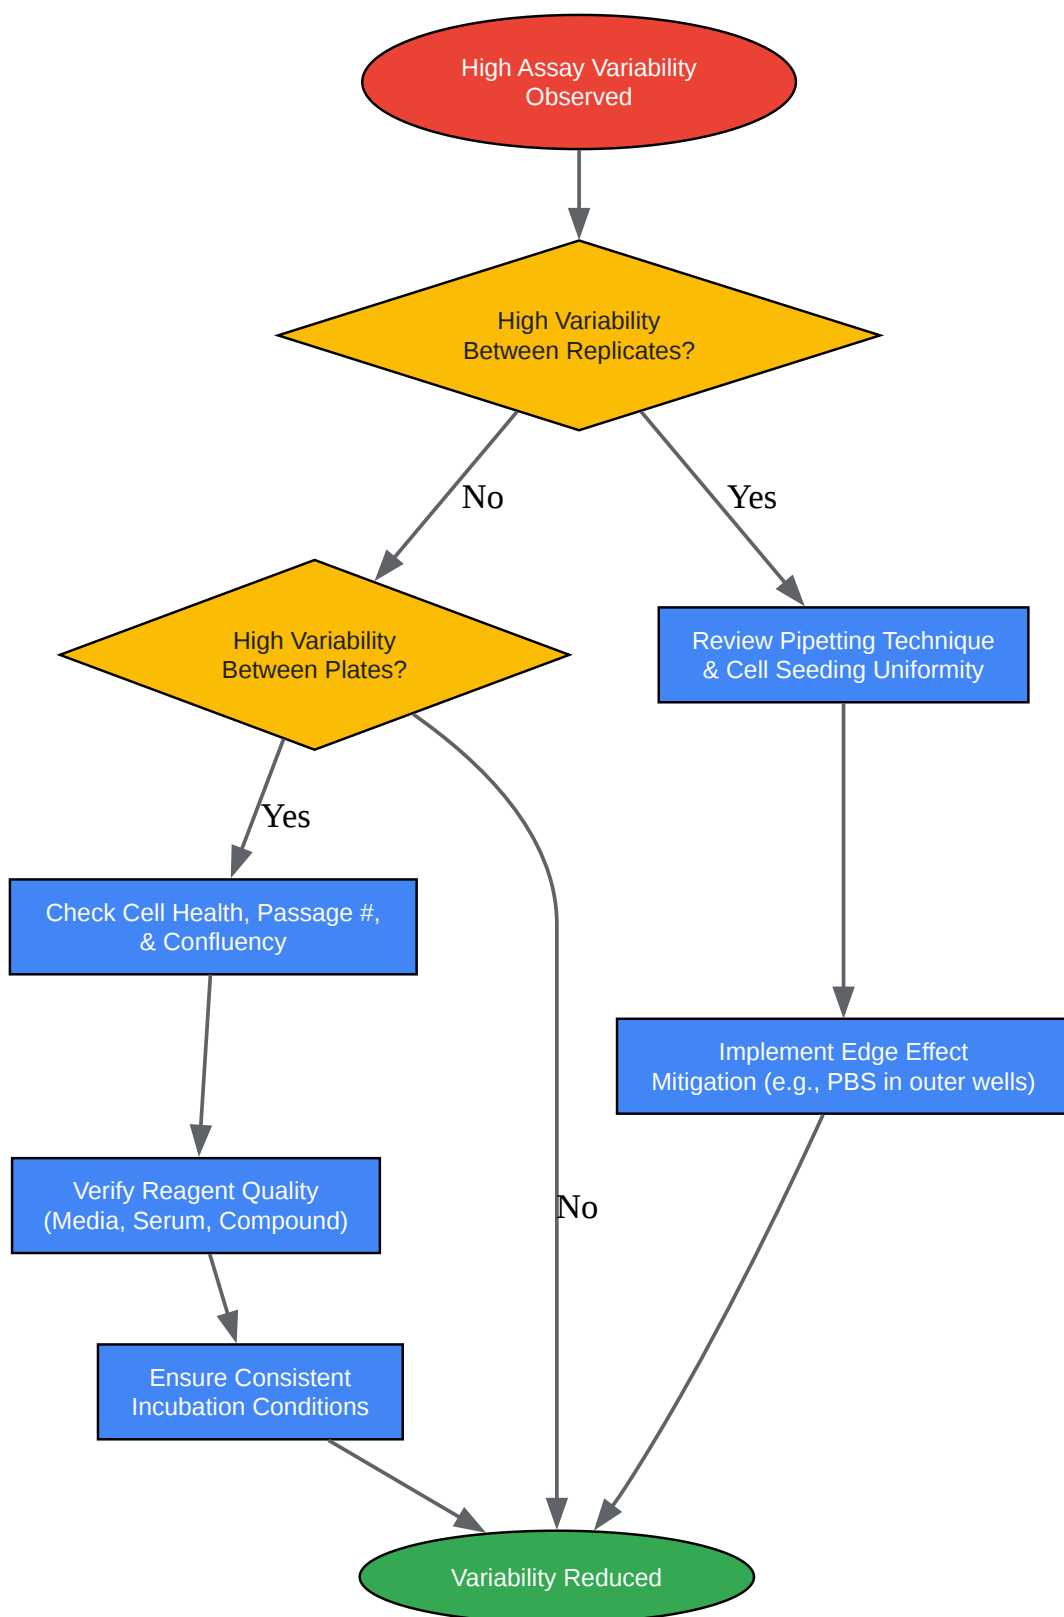 High Assay Variability
Observed
High Variability
Between Replicates?
No
Yes
High Variability
Between Plates?
Review Pipetting Technique
& Cell Seeding Uniformity
Yes
Check Cell Health, Passage #,
& Confluency
Implement Edge Effect
Mitigation (e.g., PBS in outer wells)
Verify Reagent Quality
(Media, Serum, Compound)
No
Ensure Consistent
Incubation Conditions
Variability Reduced